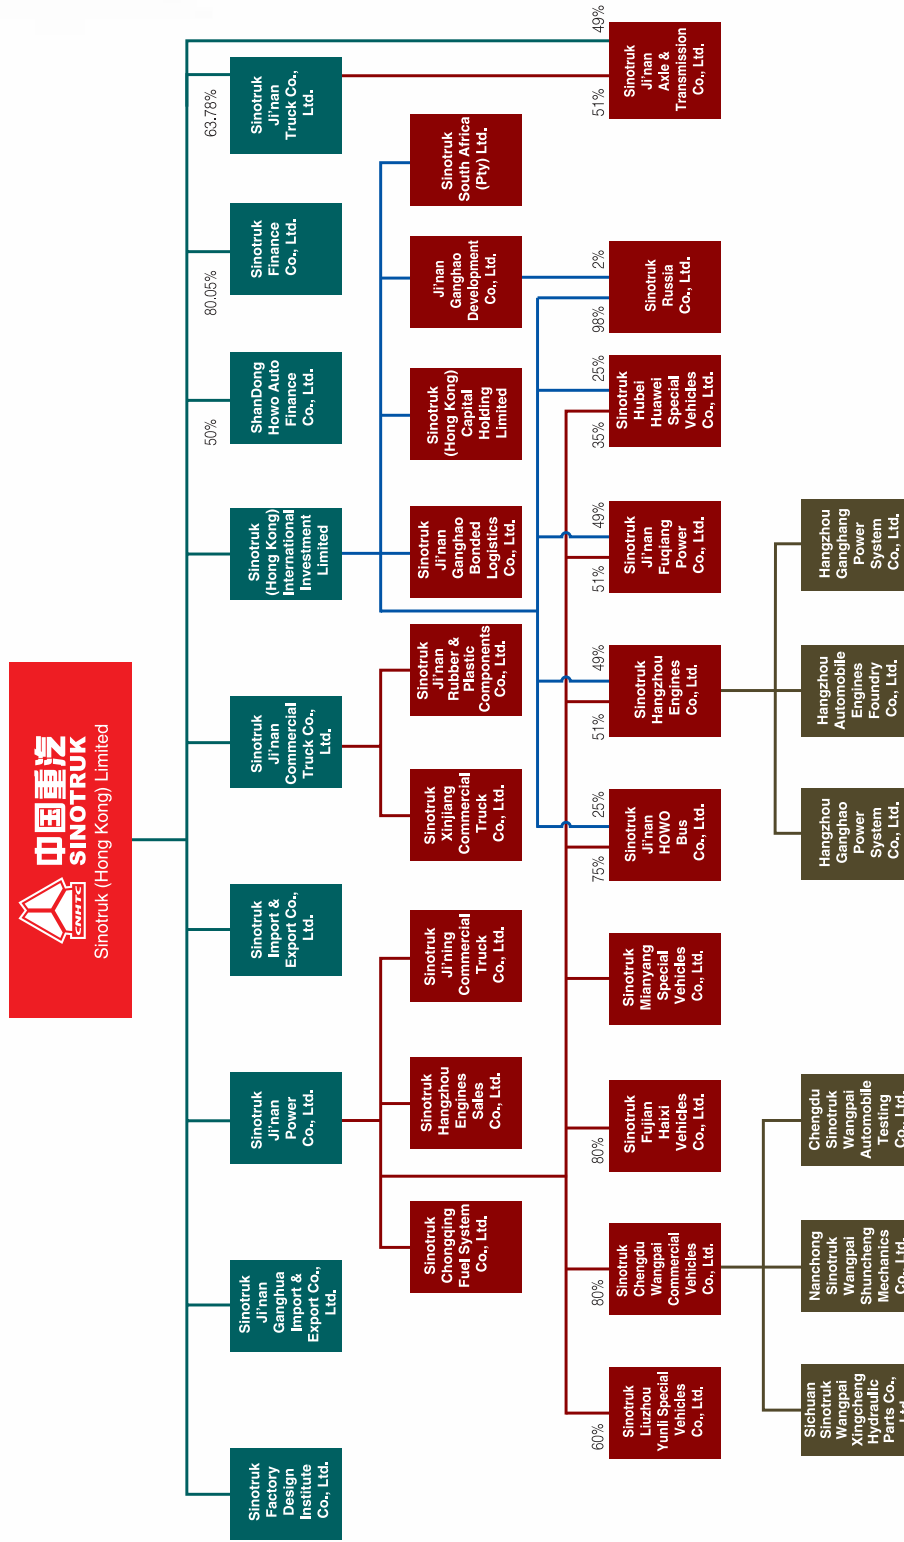 CNHTC
中国重汽
SINOTRUK
Sinotruk (Hong Kong) Limited
50%
80.05%
63.78%
Sinotruk
Factory
Design
Institute
Co., Ltd.
Sinotruk
Ji'nan
Ganghua
Import &
Export Co.,
Ltd.
Sinotruk
Ji'nan
Power
Co., Ltd.
Sinotruk
Import &
Export Co.,
Ltd.
Sinotruk
Ji'nan
Commercial
Truck Co.,
Ltd.
Sinotruk
(Hong Kong)
International
Investment
Limited
ShanDong
Howo Auto
Finance
Co., Ltd.
Sinotruk
Finance
Co., Ltd.
Sinotruk
Ji'nan
Truck Co.,
Ltd.
Sinotruk
Chongqing
Fuel System
Co., Ltd.
Sinotruk
Hangzhou
Engines
Sales
Co., Ltd.
Sinotruk
Ji'ning
Commercial
Truck
Co., Ltd.
Sinotruk
Xinjiang
Commercial
Truck
Co., Ltd.
Sinotruk
Ji'nan
Rubber &
Plastic
Components
Co., Ltd.
Sinotruk
Ji'nan
Ganghao
Bonded
Logistics
Co., Ltd.
Sinotruk
(Hong Kong)
Capital
Holding
Limited
Ji'nan
Ganghao
Development
Co., Ltd.
Sinotruk
South Africa
(Pty) Ltd.
60%
80%
80%
75%
25%
51%
49%
51%
49%
35%
25%
98%
2%
51%
49%
Sinotruk
Liuzhou
Yunli Special
Vehicles
Co., Ltd.
Sinotruk
Chengdu
Wangpai
Commercial
Vehicles
Co., Ltd.
Sinotruk
Fujian
Haixi
Vehicles
Co., Ltd.
Sinotruk
Mianyang
Special
Vehicles
Co., Ltd.
Sinotruk
Ji'nan
HOWO
Bus
Co., Ltd.
Sinotruk
Hangzhou
Engines
Co., Ltd.
Sinotruk
Ji'nan
Fuqiang
Power
Co., Ltd.
Sinotruk
Hubei
Huawei
Special
Vehicles
Co., Ltd.
Sinotruk
Russia
Co., Ltd.
Sinotruk
Ji'nan
Axle &
Transmission
Co., Ltd.
Sichuan
Sinotruk
Wangpai
Xingcheng
Hydraulic
Parts Co.,
Ltd.
Nanchong
Sinotruk
Wangpai
Shuncheng
Mechanics
Co., Ltd.
Chengdu
Sinotruk
Wangpai
Automobile
Testing
Co., Ltd.
Hangzhou
Ganghao
Power
System
Co., Ltd.
Hangzhou
Automobile
Engines
Foundry
Co., Ltd.
Hangzhou
Ganghang
Power
System
Co., Ltd.